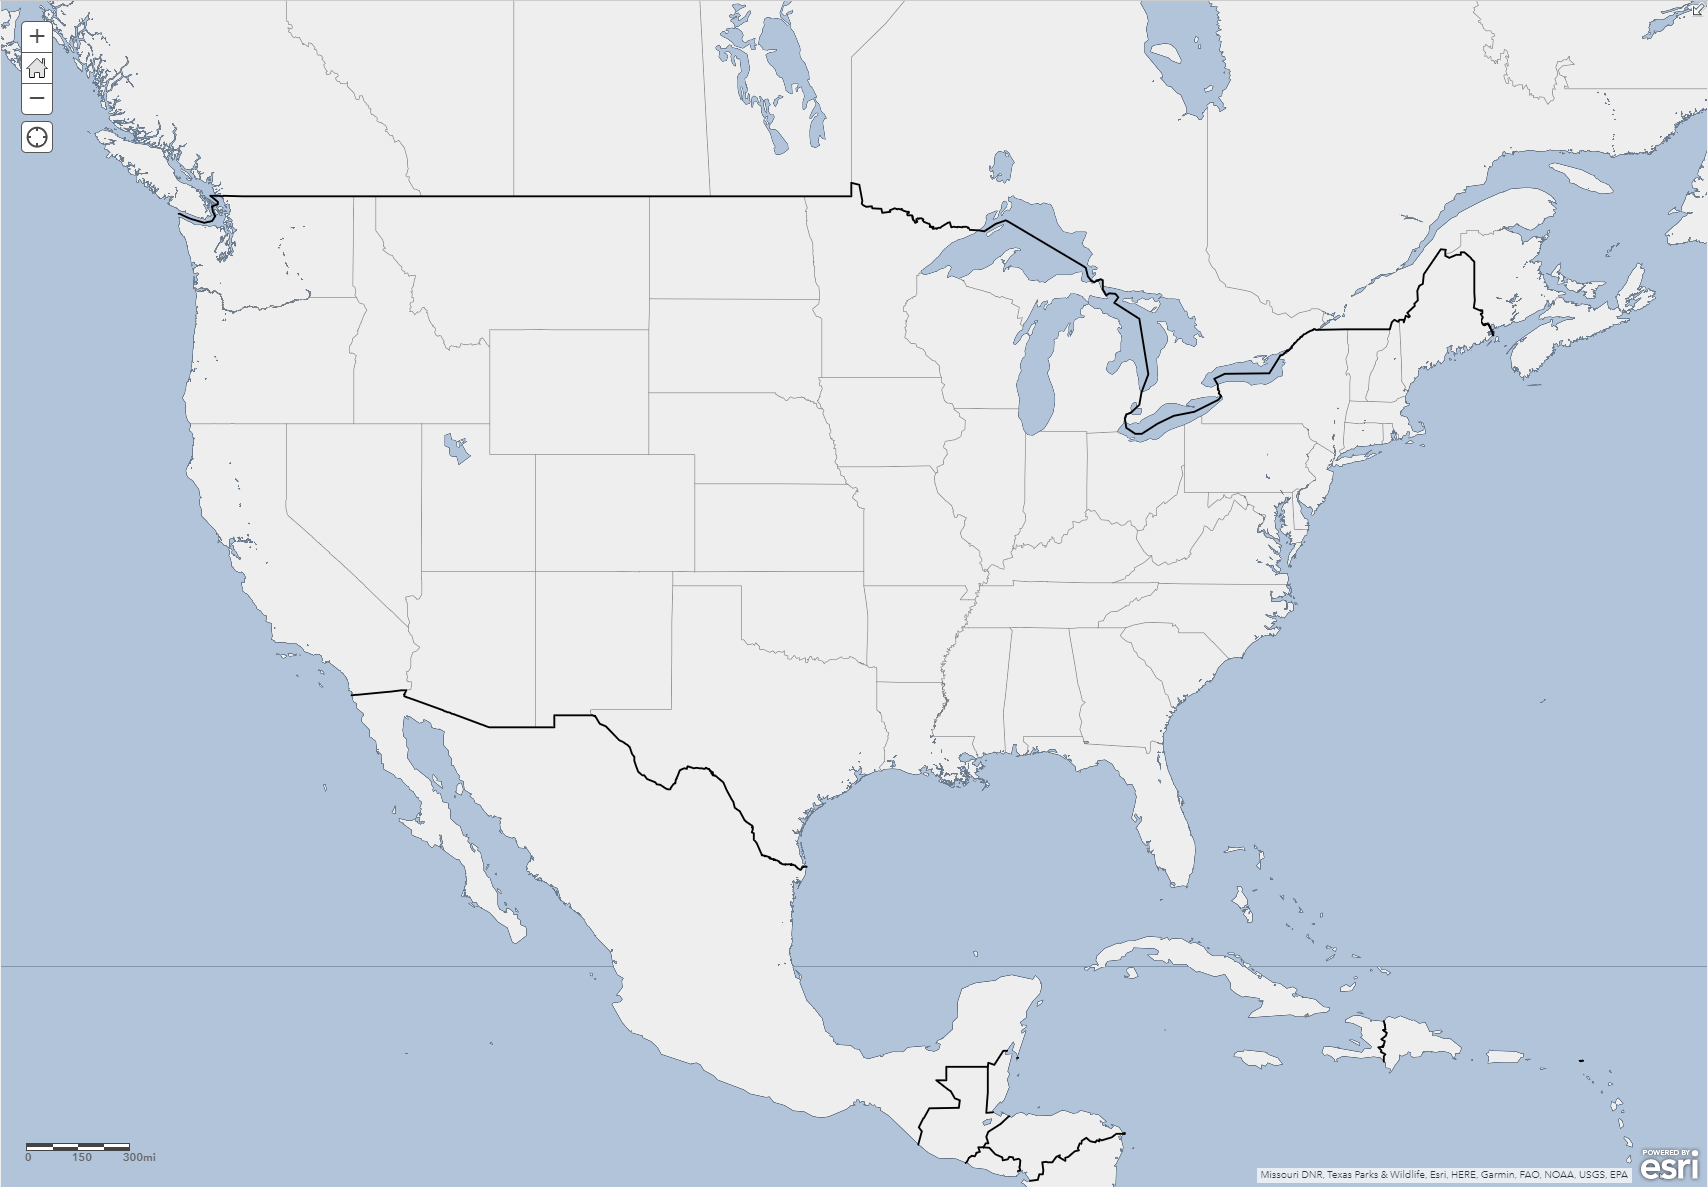 0 150 300mi
POWERED BY
esri
Missouri DNR, Texas Parks & Wildlife, Esri, HERE, Garmin, FAO, NOAA, USGS, EPA